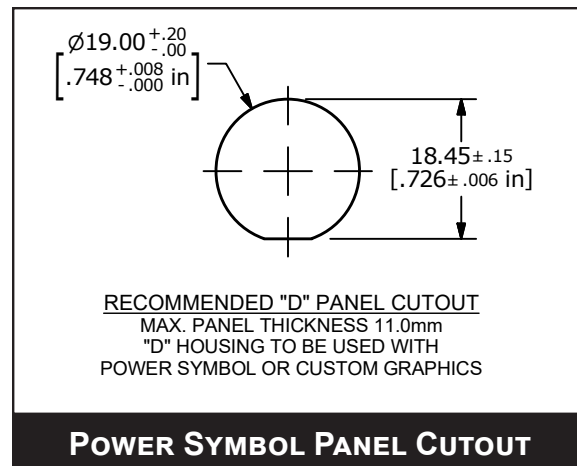 Ø19.00 +.20 -.00
[.748 +.008 -.000 in]
18.45± .15
[.726± .006 in]
RECOMMENDED "D" PANEL CUTOUT
MAX. PANEL THICKNESS 11.0mm
"D" HOUSING TO BE USED WITH
POWER SYMBOL OR CUSTOM GRAPHICS
POWER SYMBOL PANEL CUTOUT